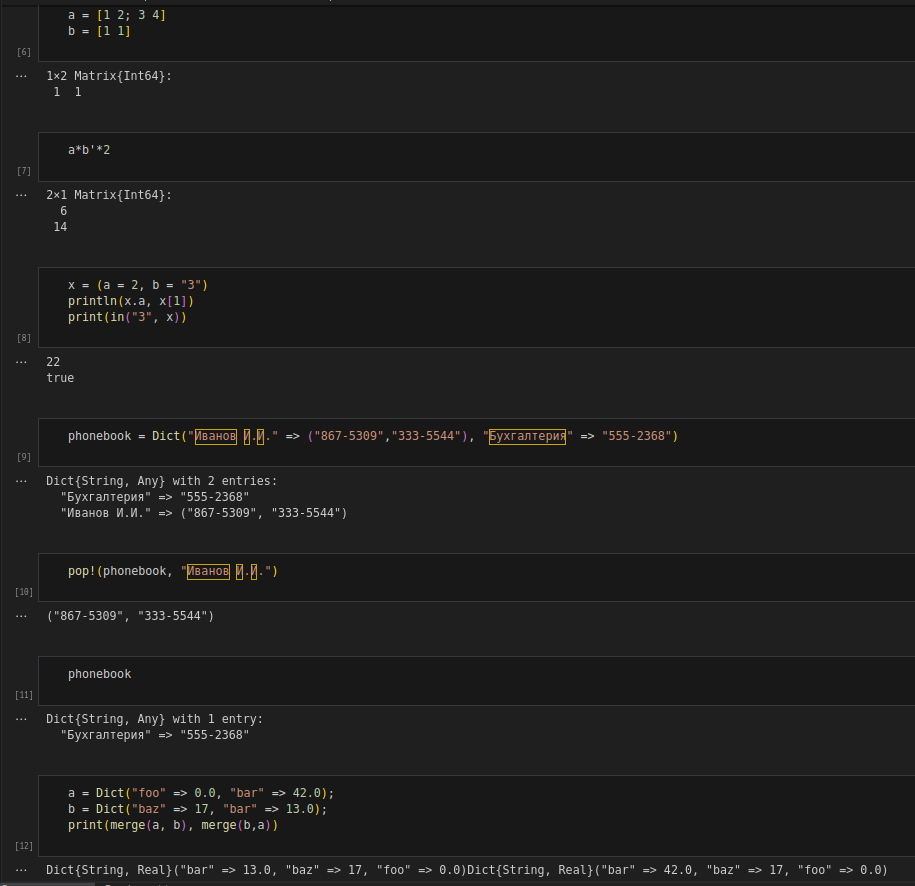 a = [1 2; 3 4]
b = [1 1]
[6]
... 1×2 Matrix{Int64}:
1 1
a*b'*2
[7]
... 2×1 Matrix{Int64}:
6
14
x = (a = 2, b = "3")
println(x.a, x[1])
print(in("3", x))
[8]
... 22
true
phonebook = Dict("Иванов И.И." => ("867-5309","333-5544"), "Бухгалтерия" => "555-2368")
[9]
... Dict{String, Any} with 2 entries:
"Бухгалтерия" => "555-2368"
"Иванов И.И." => ("867-5309", "333-5544")
pop!(phonebook, "Иванов И.И.")
[10]
... ("867-5309", "333-5544")
phonebook
[11]
... Dict{String, Any} with 1 entry:
"Бухгалтерия" => "555-2368"
a = Dict("foo" => 0.0, "bar" => 42.0);
b = Dict("baz" => 17, "bar" => 13.0);
print(merge(a, b), merge(b,a))
[12]
... Dict{String, Real}("bar" => 13.0, "baz" => 17, "foo" => 0.0)Dict{String, Real}("bar" => 42.0, "baz" => 17, "foo" => 0.0)